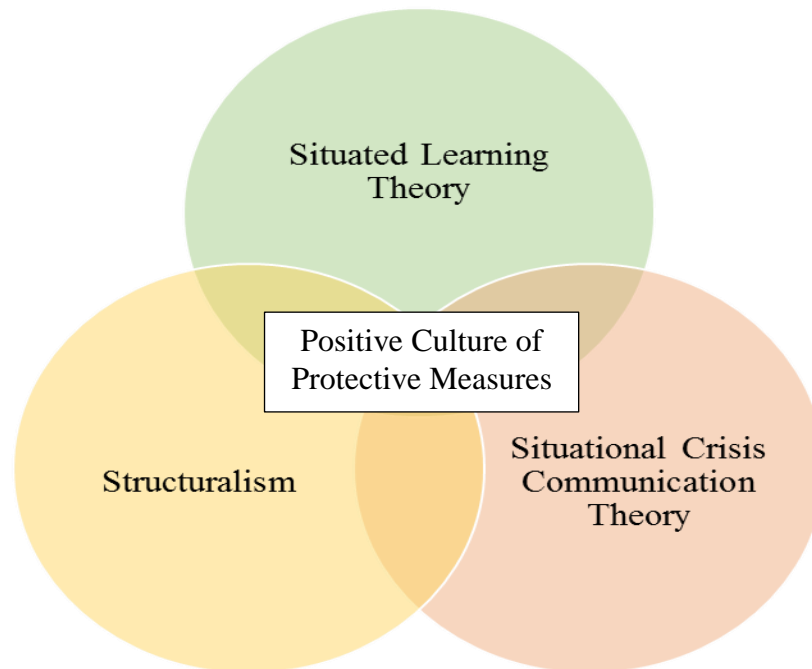 Situated Learning
Theory
Positive Culture of
Protective Measures
Structuralism
Situational Crisis
Communication
Theory